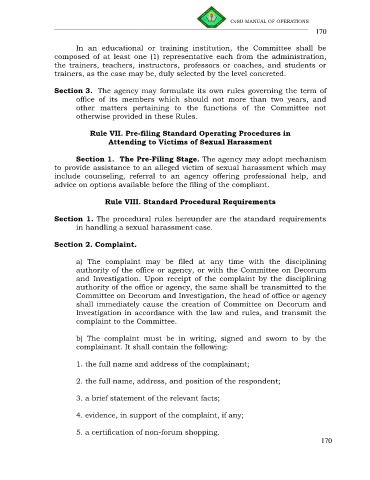 CvSU MANUAL OF OPERATIONS
170
In an educational or training institution, the Committee shall be
composed of at least one (1) representative each from the administration,
the trainers, teachers, instructors, professors or coaches, and students or
trainers, as the case may be, duly selected by the level concreted.
Section 3. The agency may formulate its own rules governing the term of
office of its members which should not more than two years, and
other matters pertaining to the functions of the Committee not
otherwise provided in these Rules.
Rule VII. Pre-filing Standard Operating Procedures in
Attending to Victims of Sexual Harassment
Section 1. The Pre-Filing Stage. The agency may adopt mechanism
to provide assistance to an alleged victim of sexual harassment which may
include counseling, referral to an agency offering professional help, and
advice on options available before the filing of the compliant.
Rule VIII. Standard Procedural Requirements
Section 1. The procedural rules hereunder are the standard requirements
in handling a sexual harassment case.
Section 2. Complaint.
a) The complaint may be filed at any time with the disciplining
authority of the office or agency, or with the Committee on Decorum
and Investigation. Upon receipt of the complaint by the disciplining
authority of the office or agency, the same shall be transmitted to the
Committee on Decorum and Investigation, the head of office or agency
shall immediately cause the creation of Committee on Decorum and
Investigation in accordance with the law and rules, and transmit the
complaint to the Committee.
b) The complaint must be in writing, signed and sworn to by the
complainant. It shall contain the following:
1. the full name and address of the complainant;
2. the full name, address, and position of the respondent;
3. a brief statement of the relevant facts;
4. evidence, in support of the complaint, if any;
5. a certification of non-forum shopping.
170